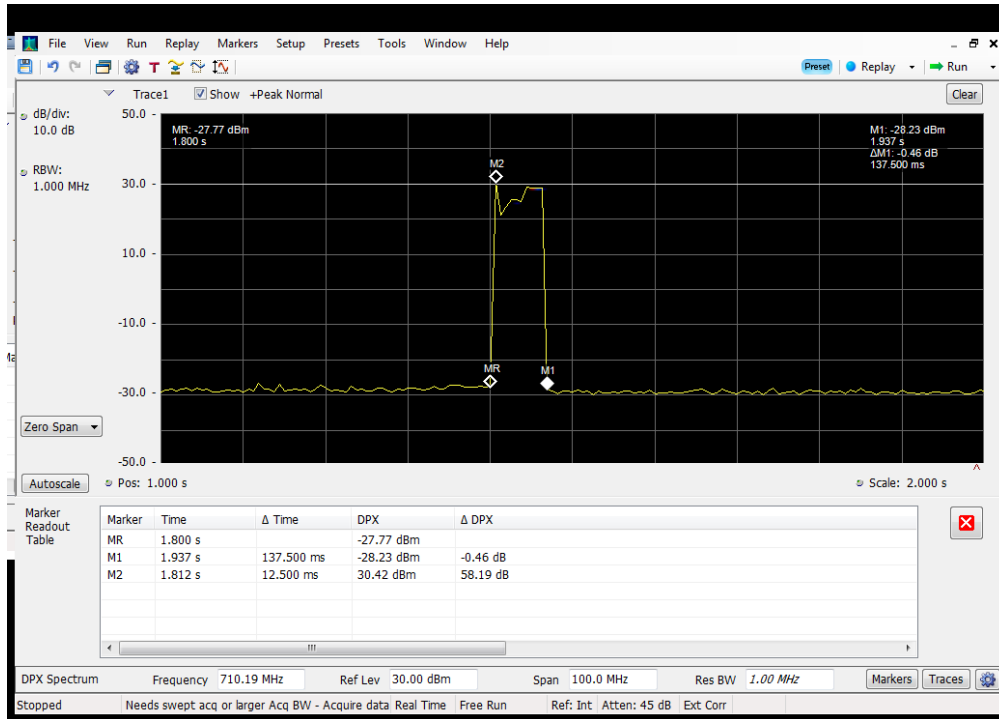 File View Run Replay Markers Setup Presets Tools Window Help
T Preset Replay Run
Trace1 Show +Peak Normal Clear
dB/div:
10.0 dB
RBW:
1.000 MHz
50.0
MR: -27.77 dBm
1.800 s
M1: -28.23 dBm
1.937 s
ΔM1: -0.46 dB
137.500 ms
M2
30.0
10.0
-10.0
MR M1
-30.0
Zero Span
-50.0
Autoscale Pos: 1.000 s Scale: 2.000 s
Marker
Readout
Table
Marker Time Δ Time DPX Δ DPX
MR 1.800 s -27.77 dBm
M1 1.937 s 137.500 ms -28.23 dBm -0.46 dB
M2 1.812 s 12.500 ms 30.42 dBm 58.19 dB
DPX Spectrum Frequency 710.19 MHz Ref Lev 30.00 dBm Span 100.0 MHz Res BW 1.00 MHz Markers Traces
Stopped Needs swept acq or larger Acq BW - Acquire data Real Time Free Run Ref: Int Atten: 45 dB Ext Corr